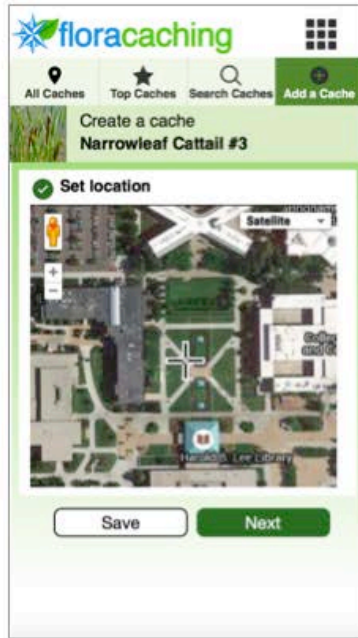 floracaching
All Caches
Top Caches
Search Caches
Add a Cache
Create a cache
Narrowleaf Cattail #3
Set location
Satellite
+
−
Harold B. Lee Library
Save
Next